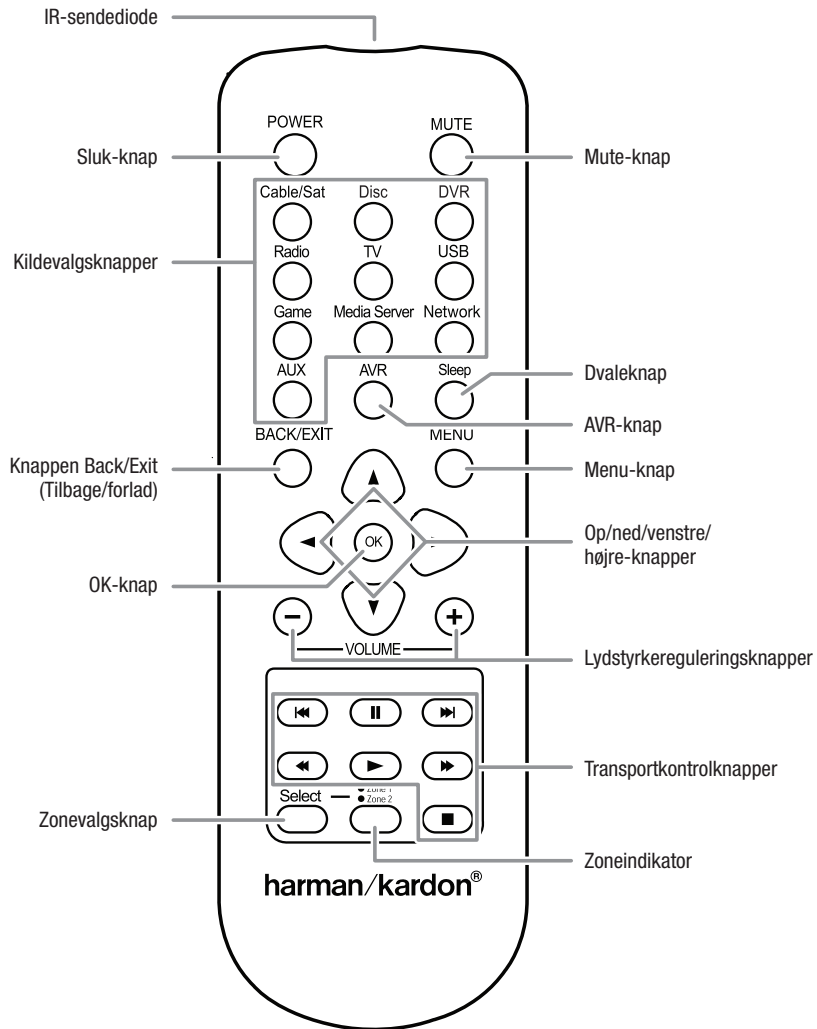 IR-sendediode
POWER
MUTE
Sluk-knap
Mute-knap
Cable/Sat
Disc
DVR
Kildevalgsknapper
Radio
TV
USB
Game
Media Server
Network
AUX
AVR
Sleep
Dvaleknap
AVR-knap
BACK/EXIT
MENU
Knappen Back/Exit
(Tilbage/forlad)
Menu-knap
OK
Op/ned/venstre/
højre-knapper
OK-knap
VOLUME
Lydstyrkereguleringsknapper
Transportkontrolknapper
Select
Zone 1
Zone 2
Zonevalgsknap
Zoneindikator
harman/kardon®